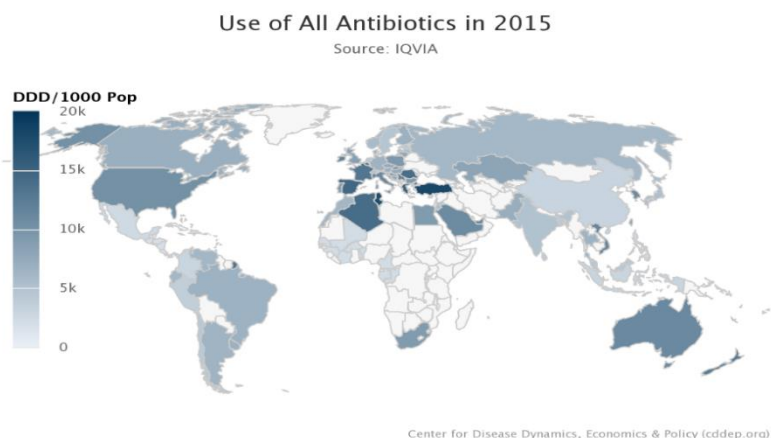 Use of All Antibiotics in 2015
Source: IQVIA
DDD/1000 Pop
20k
15k
10k
5k
0
Center for Disease Dynamics, Economics & Policy (cddep.org)